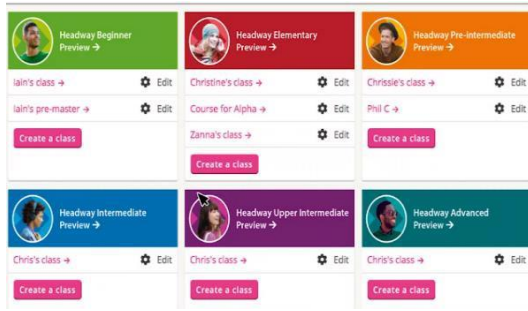 Headway Beginner
Preview →
Iain's class →
Edit
Iain's pre-master →
Edit
Create a class
Headway Elementary
Preview →
Christine's class →
Edit
Course for Alpha →
Edit
Zanna's class →
Edit
Create a class
Headway Pre-intermediate
Preview →
Chrissie's class →
Edit
Phil C →
Edit
Create a class
Headway Intermediate
Preview →
Chris's class →
Edit
Create a class
Headway Upper Intermediate
Preview →
Chris's class →
Edit
Create a class
Headway Advanced
Preview →
Chris's class →
Edit
Create a class